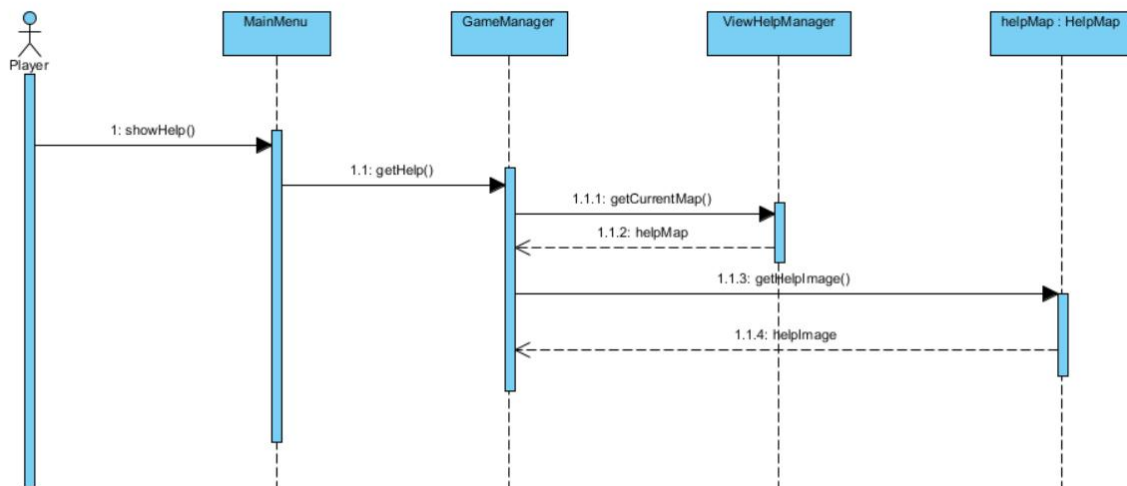 MainMenu
GameManager
ViewHelpManager
helpMap : HelpMap
Player
1: showHelp()
1.1: getHelp()
1.1.1: getCurrentMap()
1.1.2: helpMap
1.1.3: getHelpImage()
1.1.4: helpImage